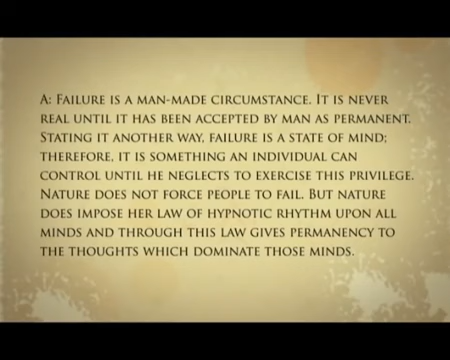 A: Failure is a man-made circumstance. It is never
real until it has been accepted by man as permanent.
Stating it another way, failure is a state of mind;
therefore, it is something an individual can
control until he neglects to exercise this privilege.
Nature does not force people to fail. But nature
does impose her law of hypnotic rhythm upon all
minds and through this law gives permanency to
the thoughts which dominate those minds.